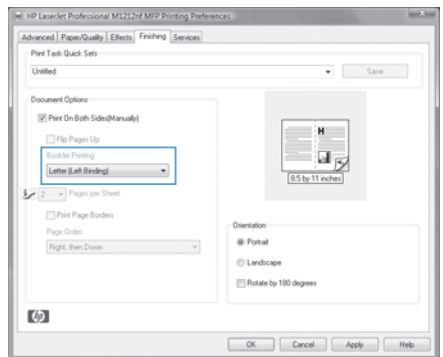 HP LaserJet Professional M1212nf MFP Printing Preferences
Advanced Paper/Quality Effects Finishing Services
Print Task Quick Sets
Untitled Save
Document Options
Print On Both Sides(Manually)
Flip Pages Up
Booklet Printing
Letter (Left Binding)
2 Pages per Sheet
Print Page Borders
Page Order:
Right, then Down
H
8.5 by 11 inches
Orientation
Portrait
Landscape
Rotate by 180 degrees
hp
OK Cancel Apply Help